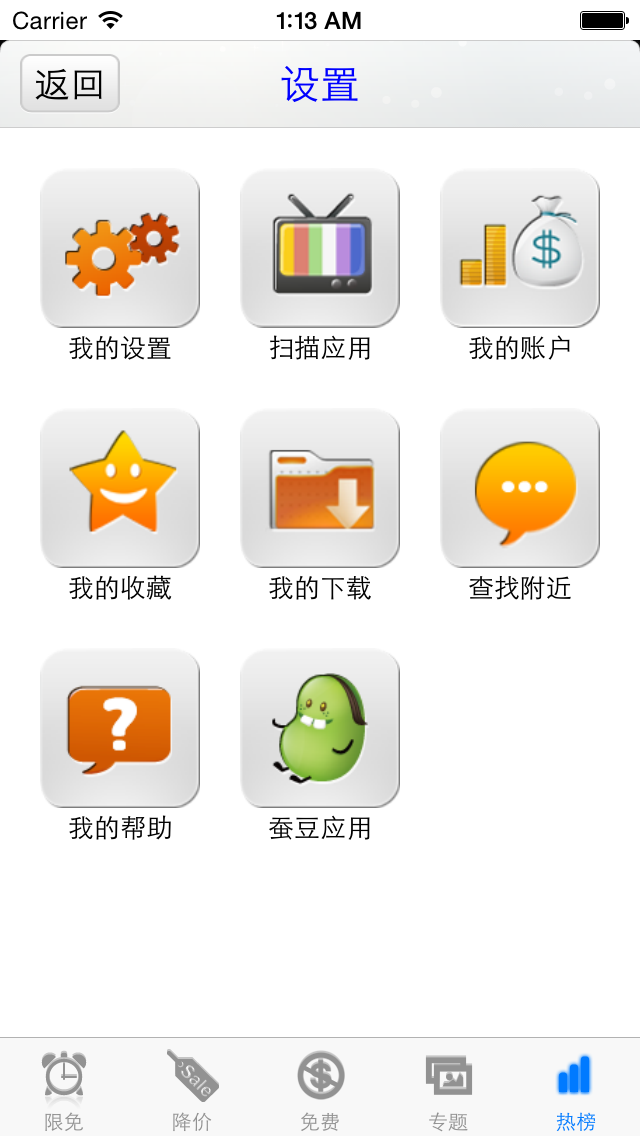 Carrier 1:13 AM
返回 设置
我的设置 扫描应用 我的账户
$
我的收藏 我的下载 查找附近
?
我的帮助 蚕豆应用
Sale $
限免 降价 免费 专题 热榜